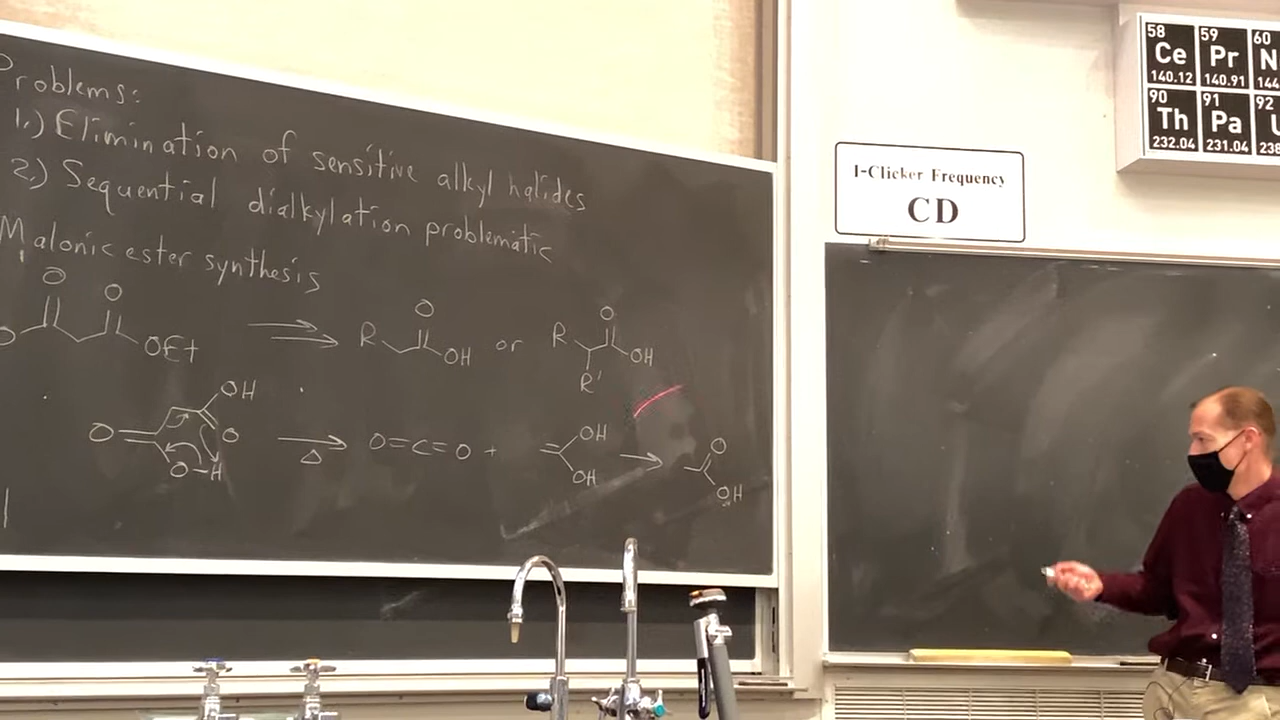 Problems:
1.) Elimination of sensitive alkyl halides
2.) Sequential dialkylation problematic
Malonic ester synthesis
O O O O
O OEt R OH or R OH
R'
OH
O O O=C=O + OH O
O-H Δ OH OH
I-Clicker Frequency
CD
58 59 60
Ce Pr N
140.12 140.91 144
90 91 92
Th Pa U
232.04 231.04 238